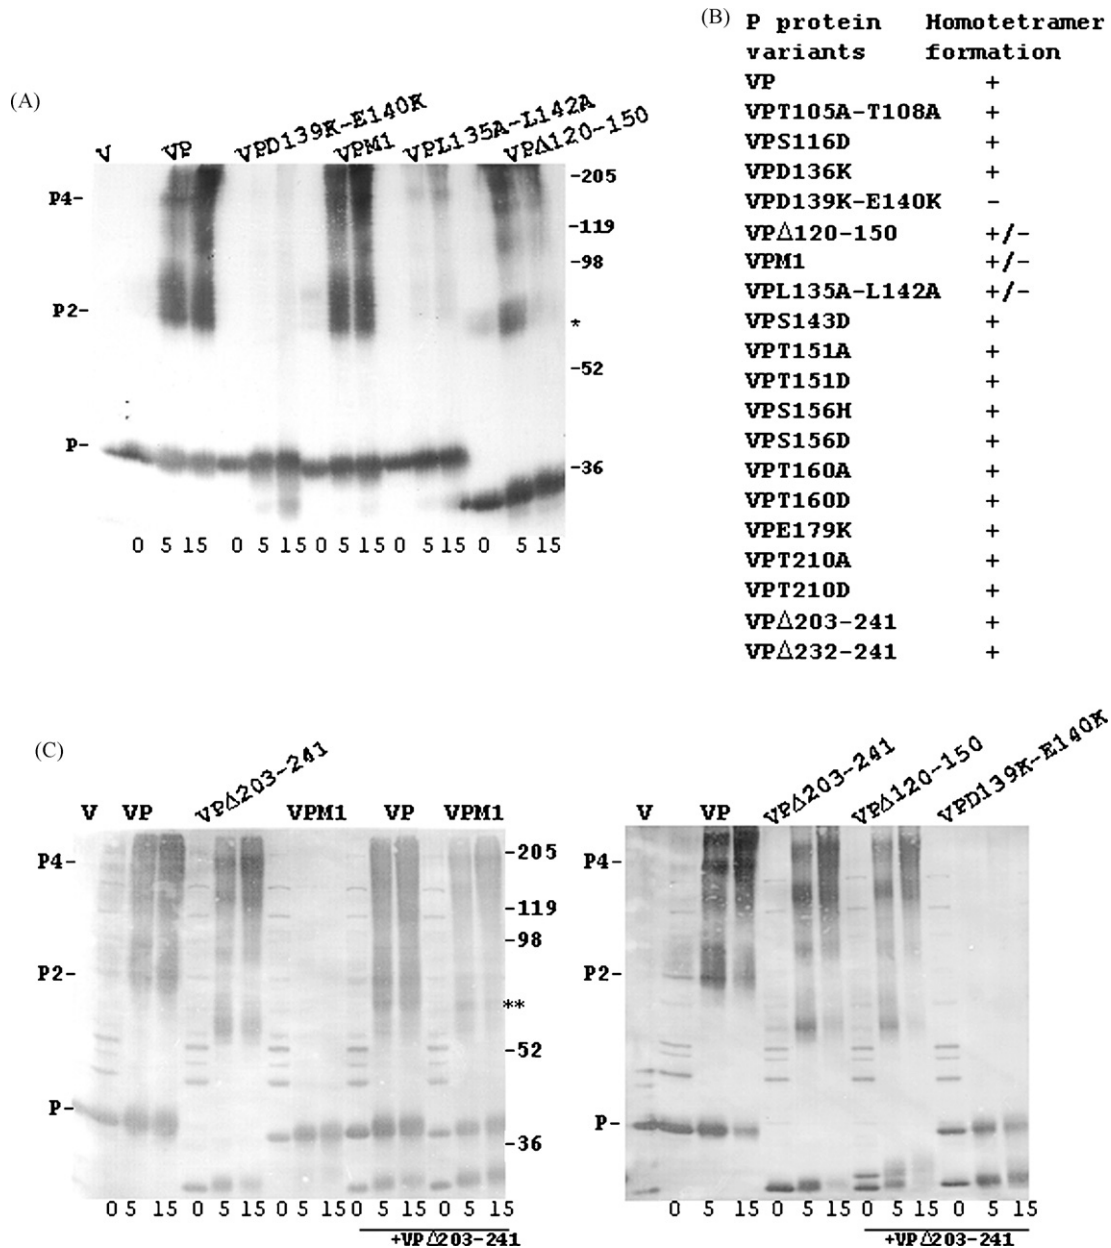 (A)
V VP VPD139K-E140K VPM1 VPL135A-L142A VPΔ120-150
P4-
P2-
P-
-205
-119
-98
*
-52
-36
0 5 15 0 5 15 0 5 15 0 5 15 0 5 15
(B)
P protein Homotetramer
variants formation
VP +
VPT105A-T108A +
VPS116D +
VPD136K +
VPD139K-E140K -
VPΔ120-150 +/-
VPM1 +/-
VPL135A-L142A +/-
VPS143D +
VPT151A +
VPT151D +
VPS156H +
VPS156D +
VPT160A +
VPT160D +
VPE179K +
VPT210A +
VPT210D +
VPΔ203-241 +
VPΔ232-241 +
(C)
V VP VPΔ203-241 VPM1 VP VPM1
P4-
P2-
P-
-205
-119
-98
**
-52
-36
0 5 15 0 5 15 0 5 15 0 5 15 0 5 15
+VPΔ203-241
V VP VPΔ203-241 VPΔ120-150 VPD139K-E140K
P4-
P2-
P-
0 5 15 0 5 15 0 5 15 0 5 15
+VPΔ203-241